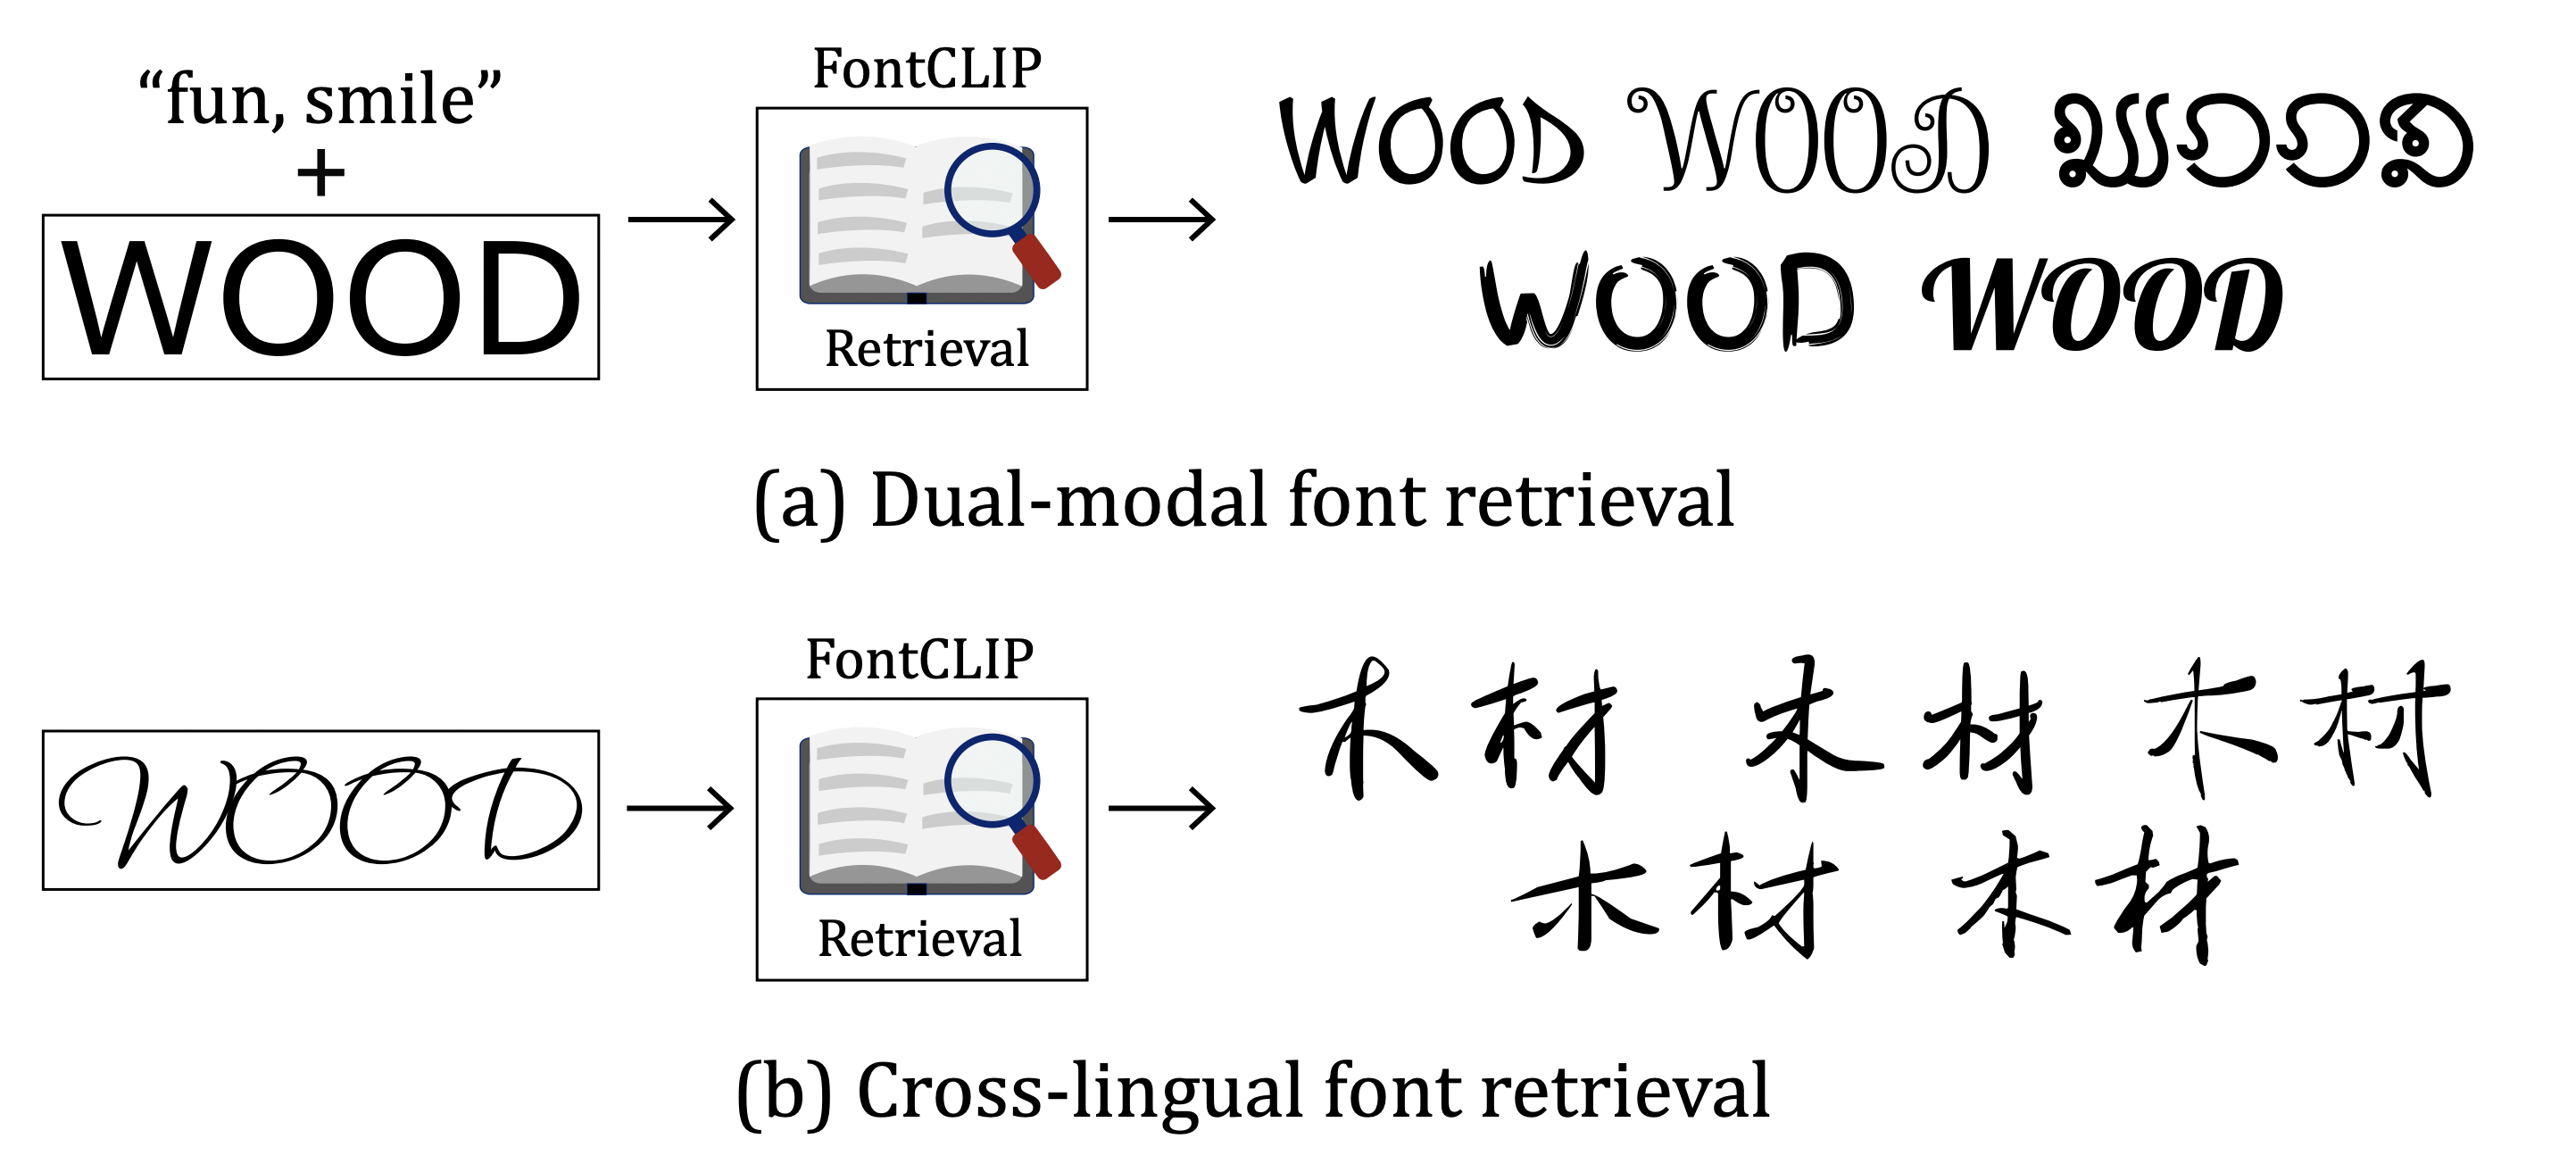 “fun, smile”
+
WOOD
FontCLIP
Retrieval
WOOD WOOD WOOD
WOOD WOOD
(a) Dual-modal font retrieval
WOOD
FontCLIP
Retrieval
木材 木材 木材
木材 木材
(b) Cross-lingual font retrieval